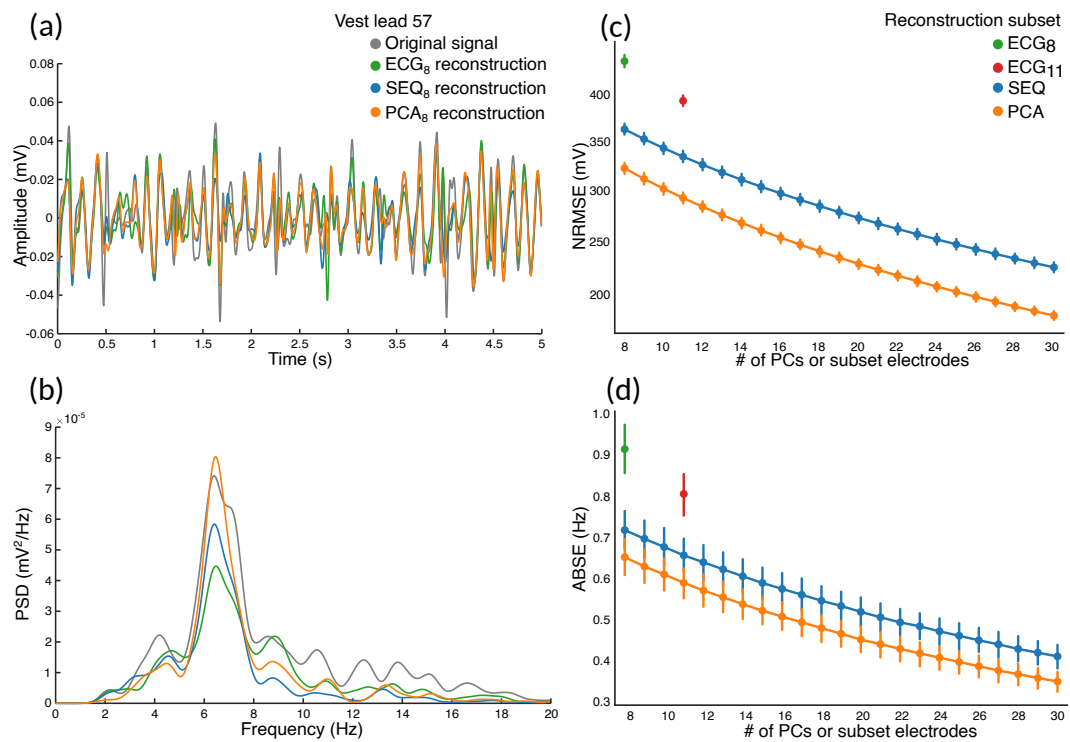 (a)
Vest lead 57
Original signal
ECG8 reconstruction
SEQ8 reconstruction
PCA8 reconstruction
0.08
0.06
0.04
0.02
0
-0.02
-0.04
-0.06
Amplitude (mV)
0 0.5 1 1.5 2 2.5 3 3.5 4 4.5 5
Time (s)
(c)
Reconstruction subset
ECG8
ECG11
SEQ
PCA
400
350
300
250
200
NRMSE (mV)
8 10 12 14 16 18 20 22 24 26 28 30
# of PCs or subset electrodes
(b)
×10-5
9
8
7
6
5
4
3
2
1
0
PSD (mV2/Hz)
0 2 4 6 8 10 12 14 16 18 20
Frequency (Hz)
(d)
1.0
0.9
0.8
0.7
0.6
0.5
0.4
0.3
ABSE (Hz)
8 10 12 14 16 18 20 22 24 26 28 30
# of PCs or subset electrodes